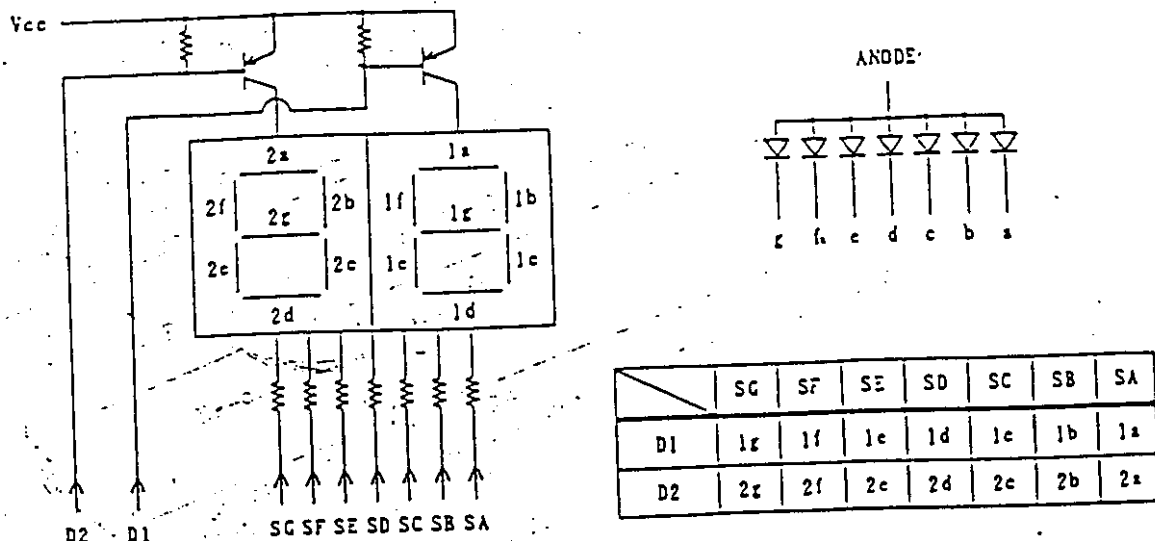 Vcc
ANODE
2a 1a
2f 2b 1f 1b
2g 1g
2e 2c 1e 1c
2d 1d
g f e d c b a
SG SF SE SD SC SB SA
D1 1g 1f 1e 1d 1c 1b 1a
D2 2g 2f 2e 2d 2c 2b 2a
D2 D1 SG SF SE SD SC SB SA